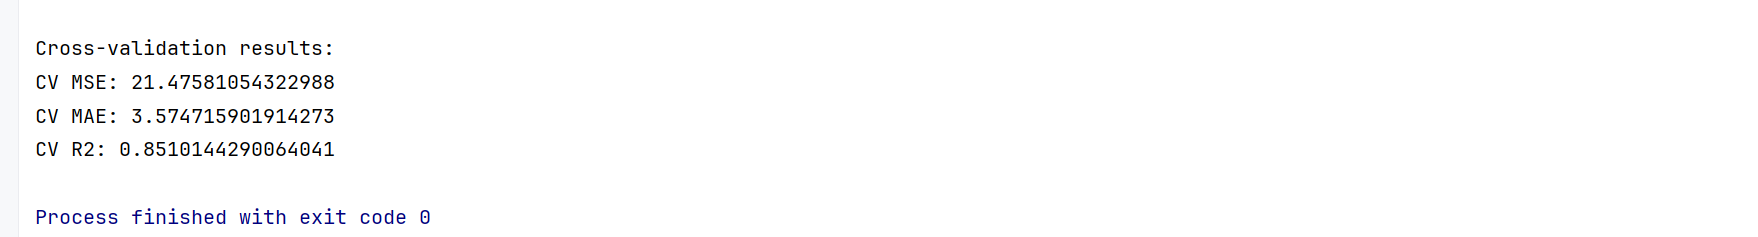 Cross-validation results:
CV MSE: 21.47581054322988
CV MAE: 3.574715901914273
CV R2: 0.8510144290064041
Process finished with exit code 0